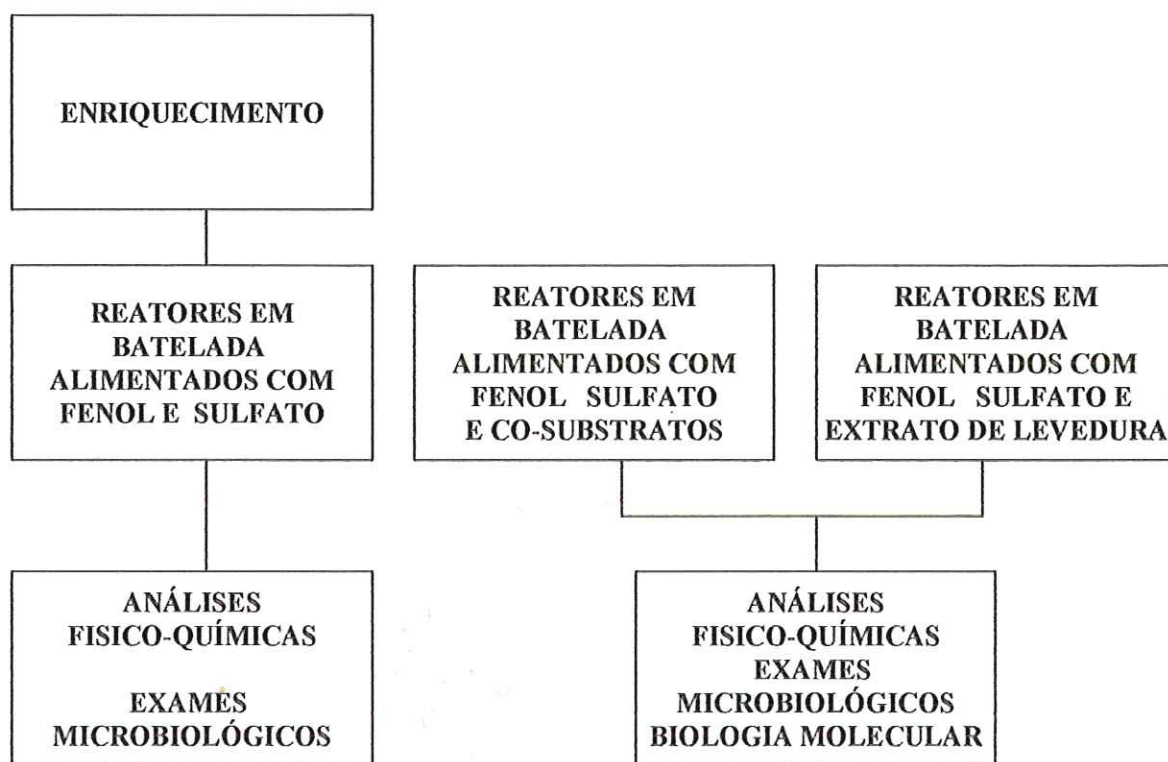 ENRIQUECIMENTO
REATORES EM
BATELADA
ALIMENTADOS COM
FENOL E SULFATO
REATORES EM
BATELADA
ALIMENTADOS COM
FENOL SULFATO
E CO-SUBSTRATOS
REATORES EM
BATELADA
ALIMENTADOS COM
FENOL SULFATO E
EXTRATO DE LEVEDURA
ANÁLISES
FISICO-QUÍMICAS
EXAMES
MICROBIOLÓGICOS
ANÁLISES
FISICO-QUÍMICAS
EXAMES
MICROBIOLÓGICOS
BIOLOGIA MOLECULAR